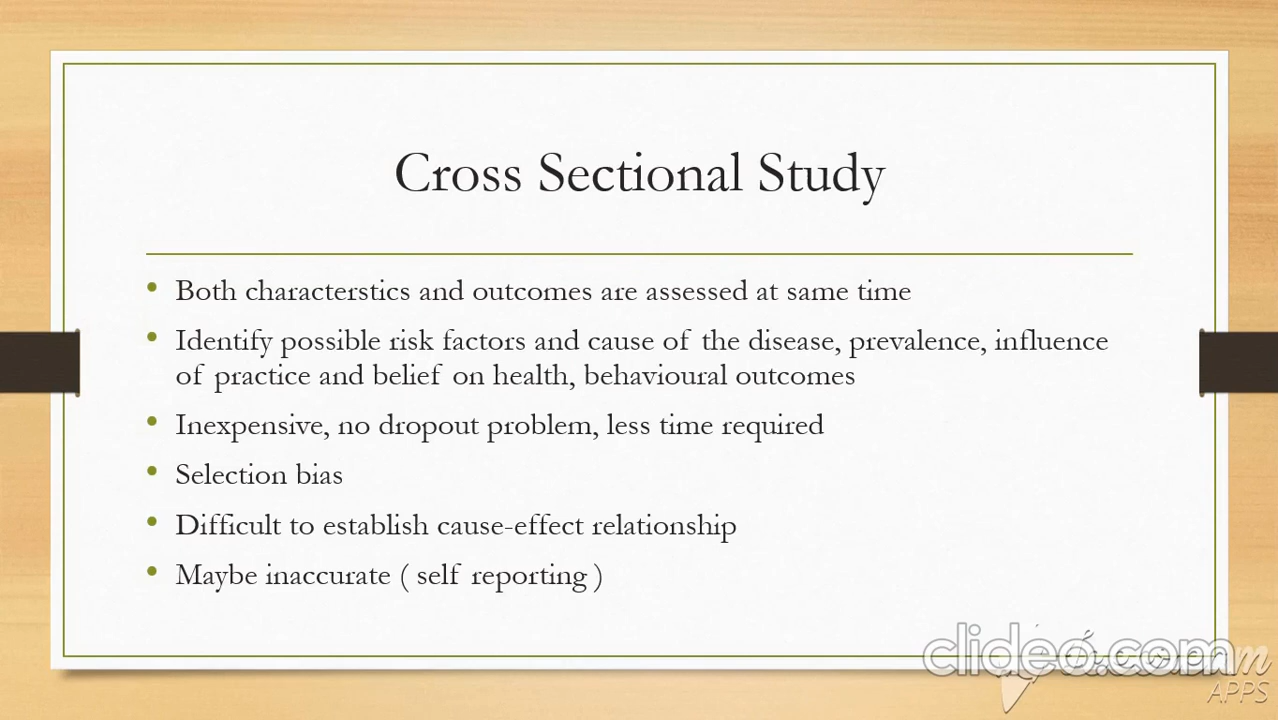 Cross Sectional Study
• Both characterstics and outcomes are assessed at same time
• Identify possible risk factors and cause of the disease, prevalence, influence
of practice and belief on health, behavioural outcomes
• Inexpensive, no dropout problem, less time required
• Selection bias
• Difficult to establish cause-effect relationship
• Maybe inaccurate ( self reporting )
clideo.com
APPS